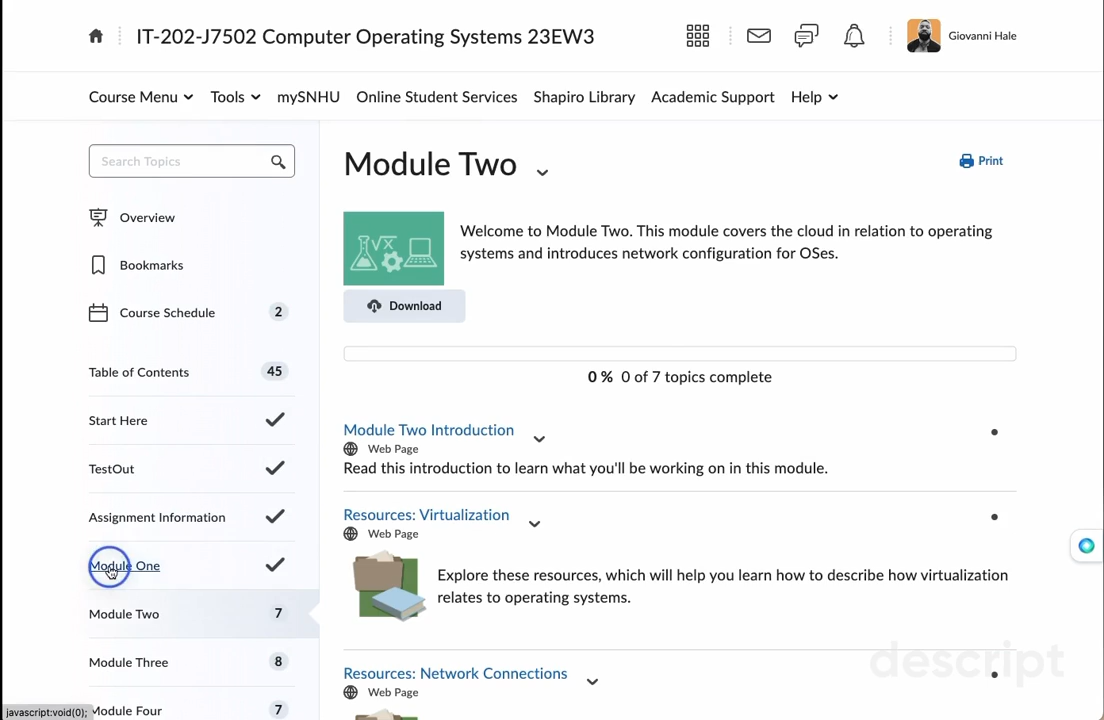 IT-202-J7502 Computer Operating Systems 23EW3
Giovanni Hale
Course Menu Tools mySNHU Online Student Services Shapiro Library Academic Support Help
Search Topics
Overview
Bookmarks
Course Schedule 2
Table of Contents 45
Start Here
TestOut
Assignment Information
Module One
Module Two 7
Module Three 8
Module Four 7
javascript:void(0);
Module Two
Print
Welcome to Module Two. This module covers the cloud in relation to operating
systems and introduces network configuration for OSes.
√x
Download
0 % 0 of 7 topics complete
Module Two Introduction
Web Page
Read this introduction to learn what you'll be working on in this module.
Resources: Virtualization
Web Page
Explore these resources, which will help you learn how to describe how virtualization
relates to operating systems.
Resources: Network Connections
Web Page
descript